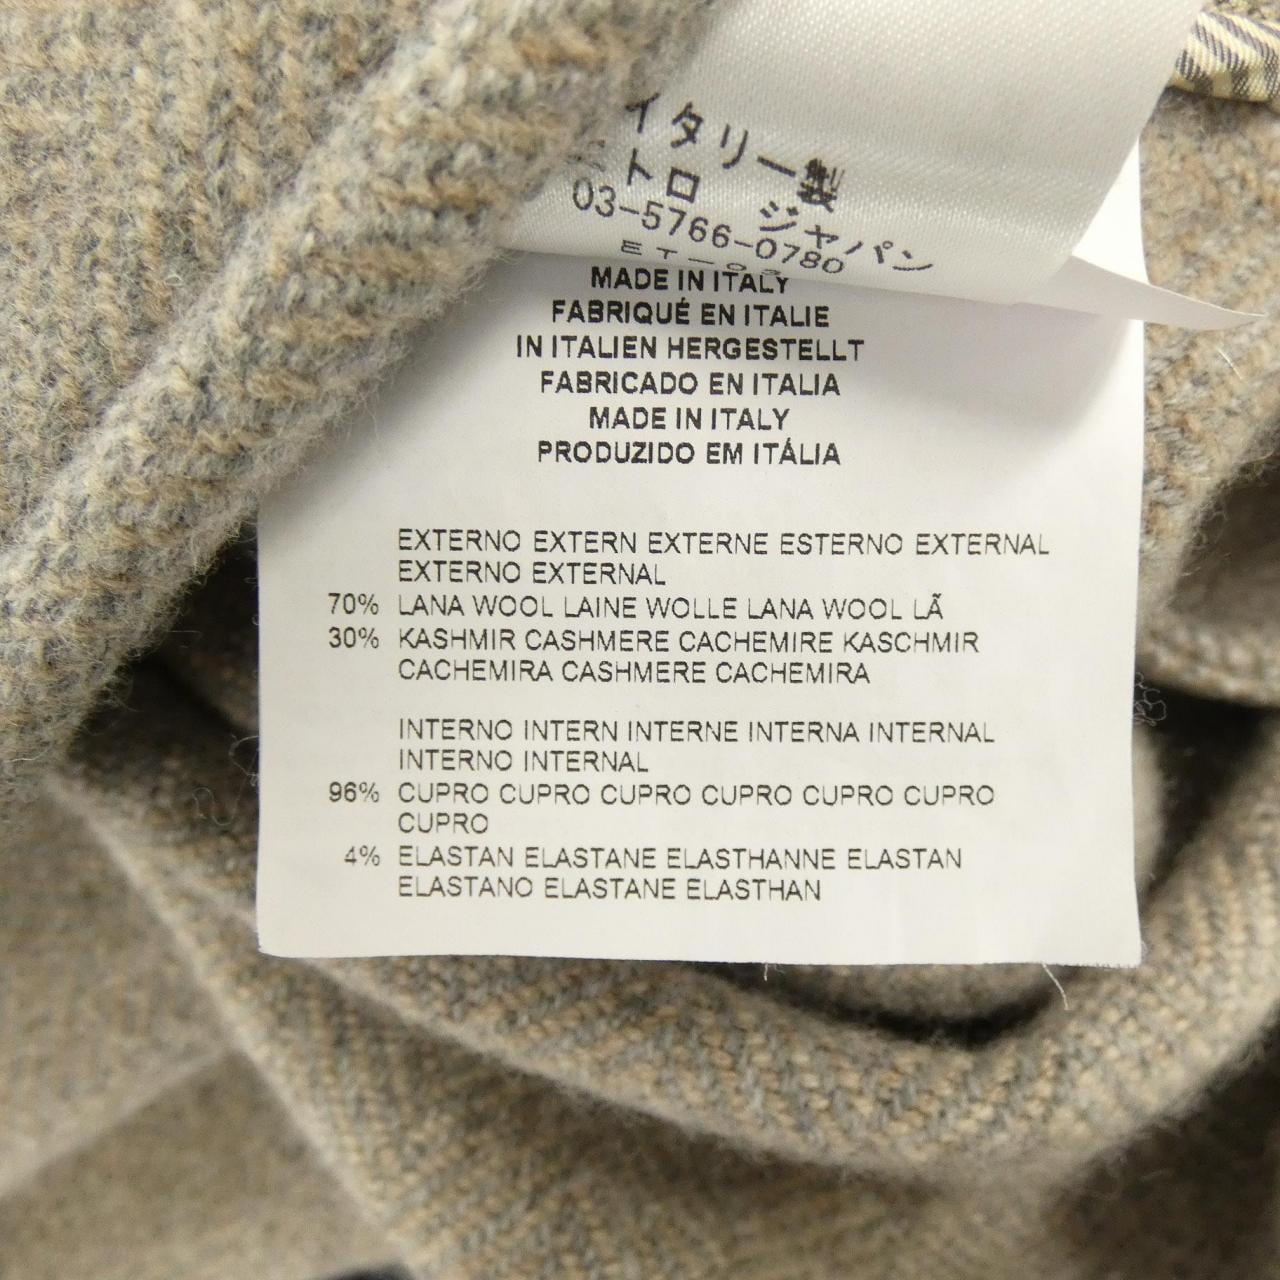 イタリー製
トロ ジャパン
03-5766-0780
MADE IN ITALY
FABRIQUÉ EN ITALIE
IN ITALIEN HERGESTELLT
FABRICADO EN ITALIA
MADE IN ITALY
PRODUZIDO EM ITÁLIA
EXTERNO EXTERN EXTERNE ESTERNO EXTERNAL
EXTERNO EXTERNAL
70% LANA WOOL LAINE WOLLE LANA WOOL LÃ
30% KASHMIR CASHMERE CACHEMIRE KASCHMIR
CACHEMIRA CASHMERE CACHEMIRA
INTERNO INTERN INTERNE INTERNA INTERNAL
INTERNO INTERNAL
96% CUPRO CUPRO CUPRO CUPRO CUPRO CUPRO
CUPRO
4% ELASTAN ELASTANE ELASTHANNE ELASTAN
ELASTANO ELASTANE ELASTHAN